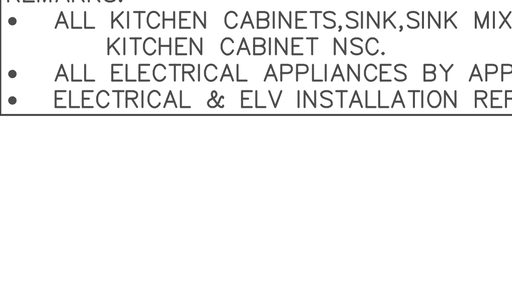 REMARKS:
• ALL KITCHEN CABINETS,SINK,SINK MIX
KITCHEN CABINET NSC.
• ALL ELECTRICAL APPLIANCES BY APP
• ELECTRICAL & ELV INSTALLATION REF